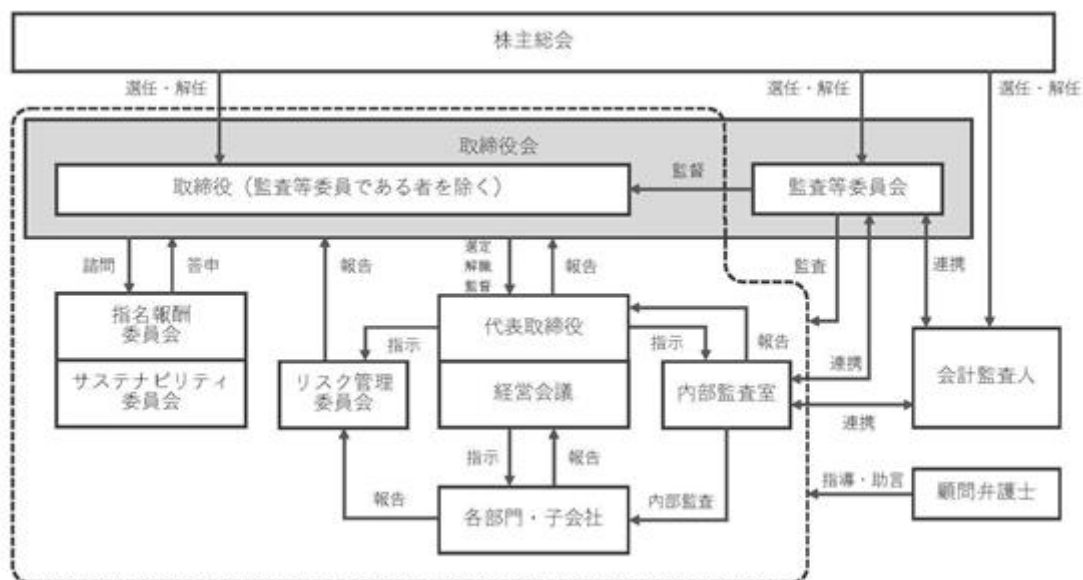 株主総会
選任・解任
選任・解任
選任・解任
取締役会
取締役（監査等委員である者を除く）
監督
監査等委員会
諮問
答申
報告
選定
解職
監督
報告
監査
連携
指名報酬
委員会
サステナビリティ
委員会
指示
リスク管理
委員会
代表取締役
経営会議
指示
報告
内部監査室
連携
連携
会計監査人
指示
報告
報告
各部門・子会社
内部監査
指導・助言
顧問弁護士